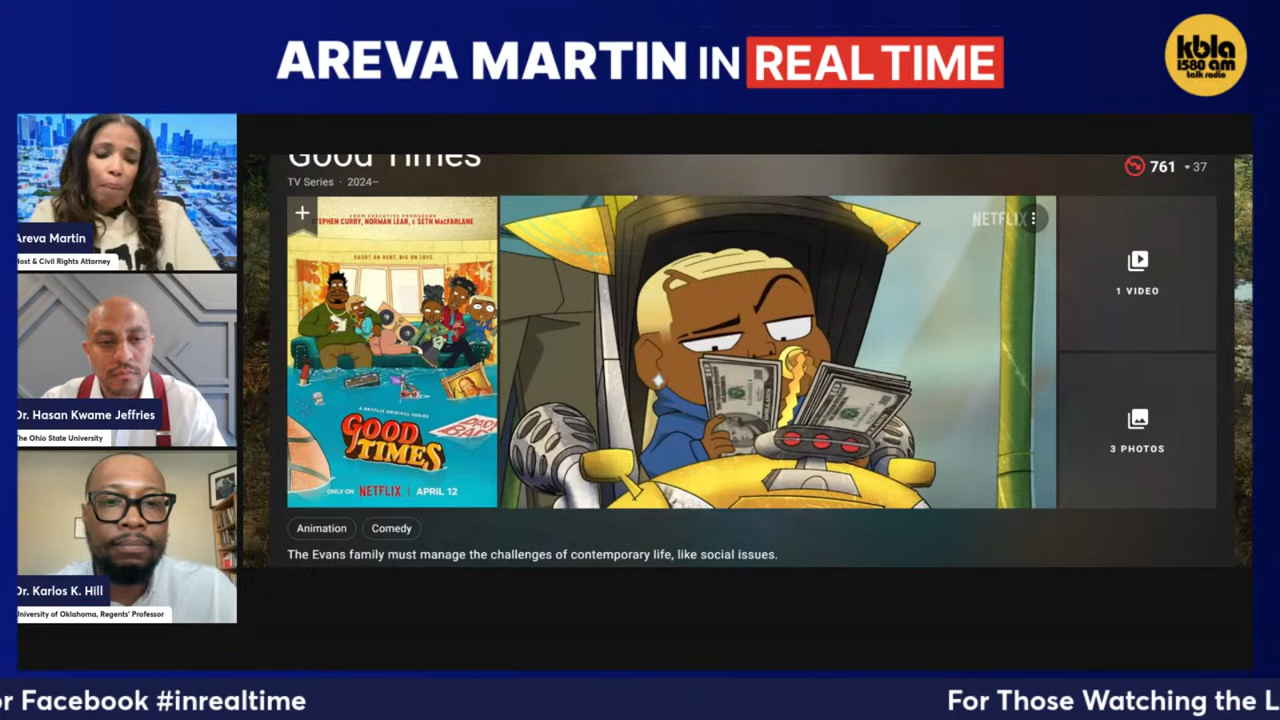 AREVA MARTIN IN REAL TIME
kbla
1580 am
talk radio
Areva Martin
Host & Civil Rights Attorney
Dr. Hasan Kwame Jeffries
The Ohio State University
Dr. Karlos K. Hill
University of Oklahoma, Regents' Professor
Good Times
TV Series · 2024–
761 37
+
FROM EXECUTIVE PRODUCERS
STEPHEN CURRY, NORMAN LEAR, & SETH MACFARLANE
SHORT ON RENT, BIG ON LOVE.
A NETFLIX ORIGINAL SERIES
GOOD
TIMES
ONLY ON NETFLIX | APRIL 12
NETFLIX
1 VIDEO
3 PHOTOS
Animation Comedy
The Evans family must manage the challenges of contemporary life, like social issues.
or Facebook #inrealtime
For Those Watching the L